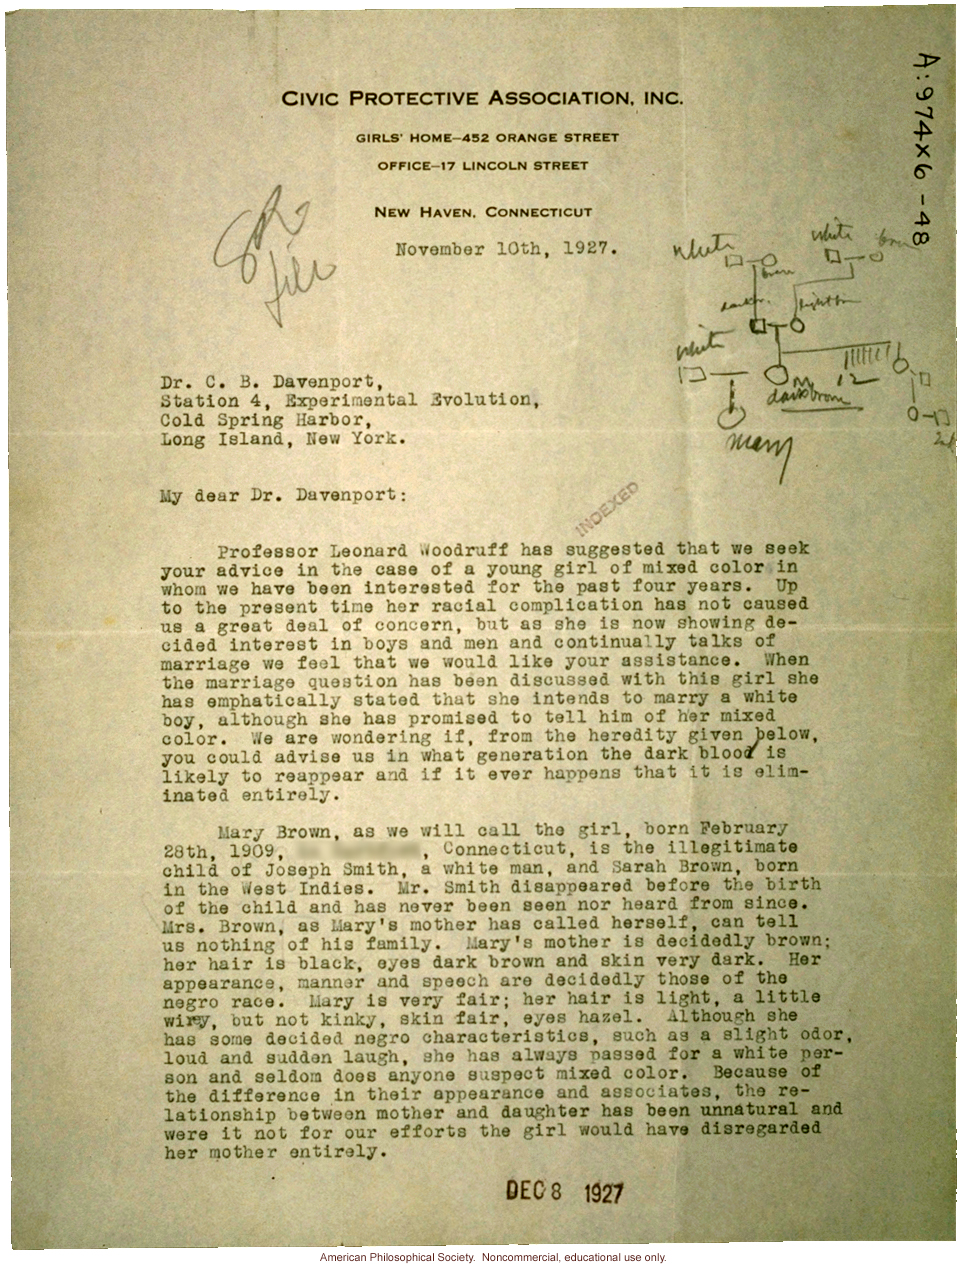 A:974x6-48
CIVIC PROTECTIVE ASSOCIATION, INC.
GIRLS' HOME—452 ORANGE STREET
OFFICE—17 LINCOLN STREET
NEW HAVEN, CONNECTICUT
November 10th, 1927.
white
white
white
12
dark brown
Mary
Dr. C. B. Davenport,
Station 4, Experimental Evolution,
Cold Spring Harbor,
Long Island, New York.
My dear Dr. Davenport:
INDEXED
Professor Leonard Woodruff has suggested that we seek
your advice in the case of a young girl of mixed color in
whom we have been interested for the past four years. Up
to the present time her racial complication has not caused
us a great deal of concern, but as she is now showing de-
cided interest in boys and men and continually talks of
marriage we feel that we would like your assistance. When
the marriage question has been discussed with this girl she
has emphatically stated that she intends to marry a white
boy, although she has promised to tell him of her mixed
color. We are wondering if, from the heredity given below,
you could advise us in what generation the dark blood is
likely to reappear and if it ever happens that it is elim-
inated entirely.
Mary Brown, as we will call the girl, born February
28th, 1909, , Connecticut, is the illegitimate
child of Joseph Smith, a white man, and Sarah Brown, born
in the West Indies. Mr. Smith disappeared before the birth
of the child and has never been seen nor heard from since.
Mrs. Brown, as Mary's mother has called herself, can tell
us nothing of his family. Mary's mother is decidedly brown;
her hair is black, eyes dark brown and skin very dark. Her
appearance, manner and speech are decidedly those of the
negro race. Mary is very fair; her hair is light, a little
wiry, but not kinky, skin fair, eyes hazel. Although she
has some decided negro characteristics, such as a slight odor,
loud and sudden laugh, she has always passed for a white per-
son and seldom does anyone suspect mixed color. Because of
the difference in their appearance and associates, the re-
lationship between mother and daughter has been unnatural and
were it not for our efforts the girl would have disregarded
her mother entirely.
DEC 8 1927
American Philosophical Society. Noncommercial, educational use only.